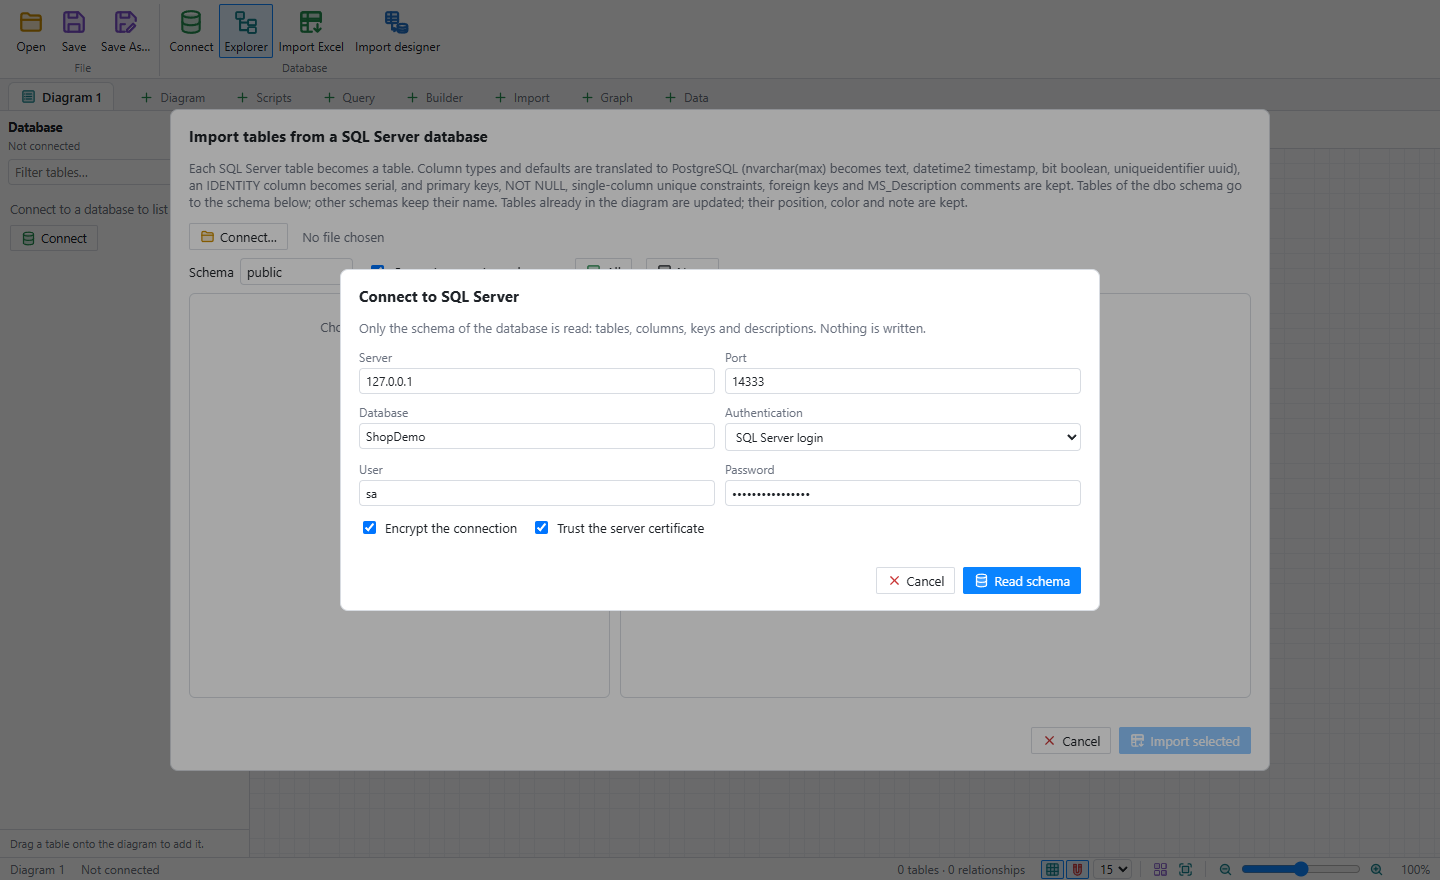 Open
Save
Save As...
Connect
Explorer
Import Excel
Import designer
File
Database
Diagram 1
+ Diagram
+ Scripts
+ Query
+ Builder
+ Import
+ Graph
+ Data
Database
Not connected
Filter tables...
Connect to a database to list
Connect
Import tables from a SQL Server database
Each SQL Server table becomes a table. Column types and defaults are translated to PostgreSQL (nvarchar(max) becomes text, datetime2 timestamp, bit boolean, uniqueidentifier uuid),
an IDENTITY column becomes serial, and primary keys, NOT NULL, single-column unique constraints, foreign keys and MS_Description comments are kept. Tables of the dbo schema go
to the schema below; other schemas keep their name. Tables already in the diagram are updated; their position, color and note are kept.
Connect...
No file chosen
Schema
public
Connect to SQL Server
Only the schema of the database is read: tables, columns, keys and descriptions. Nothing is written.
Server
Port
127.0.0.1
14333
Database
Authentication
ShopDemo
SQL Server login
User
Password
sa
••••••••••••••••
Encrypt the connection
Trust the server certificate
Cancel
Read schema
Cancel
Import selected
Drag a table onto the diagram to add it.
Diagram 1
Not connected
0 tables · 0 relationships
15
100%